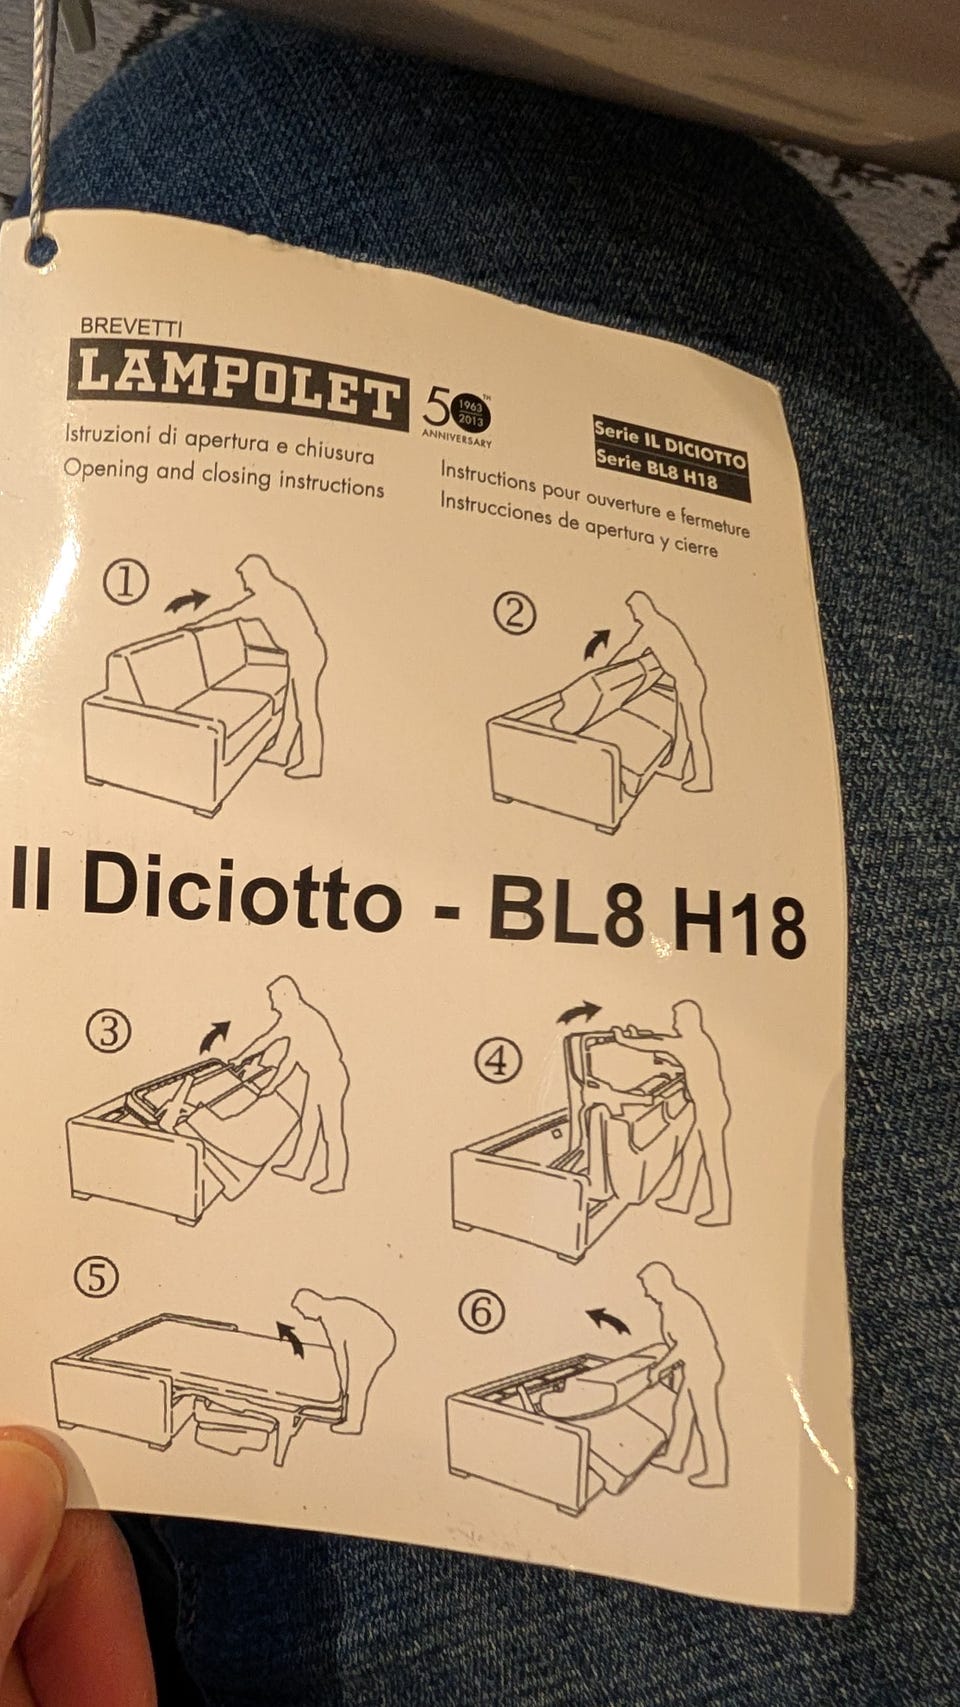 BREVETTI
LAMPOLET
50™
1963
2013
ANNIVERSARY
Serie IL DICIOTTO
Serie BL8 H18
Istruzioni di apertura e chiusura
Opening and closing instructions
Instructions pour ouverture e fermeture
Instrucciones de apertura y cierre
1
2
Il Diciotto - BL8 H18
3
4
5
6